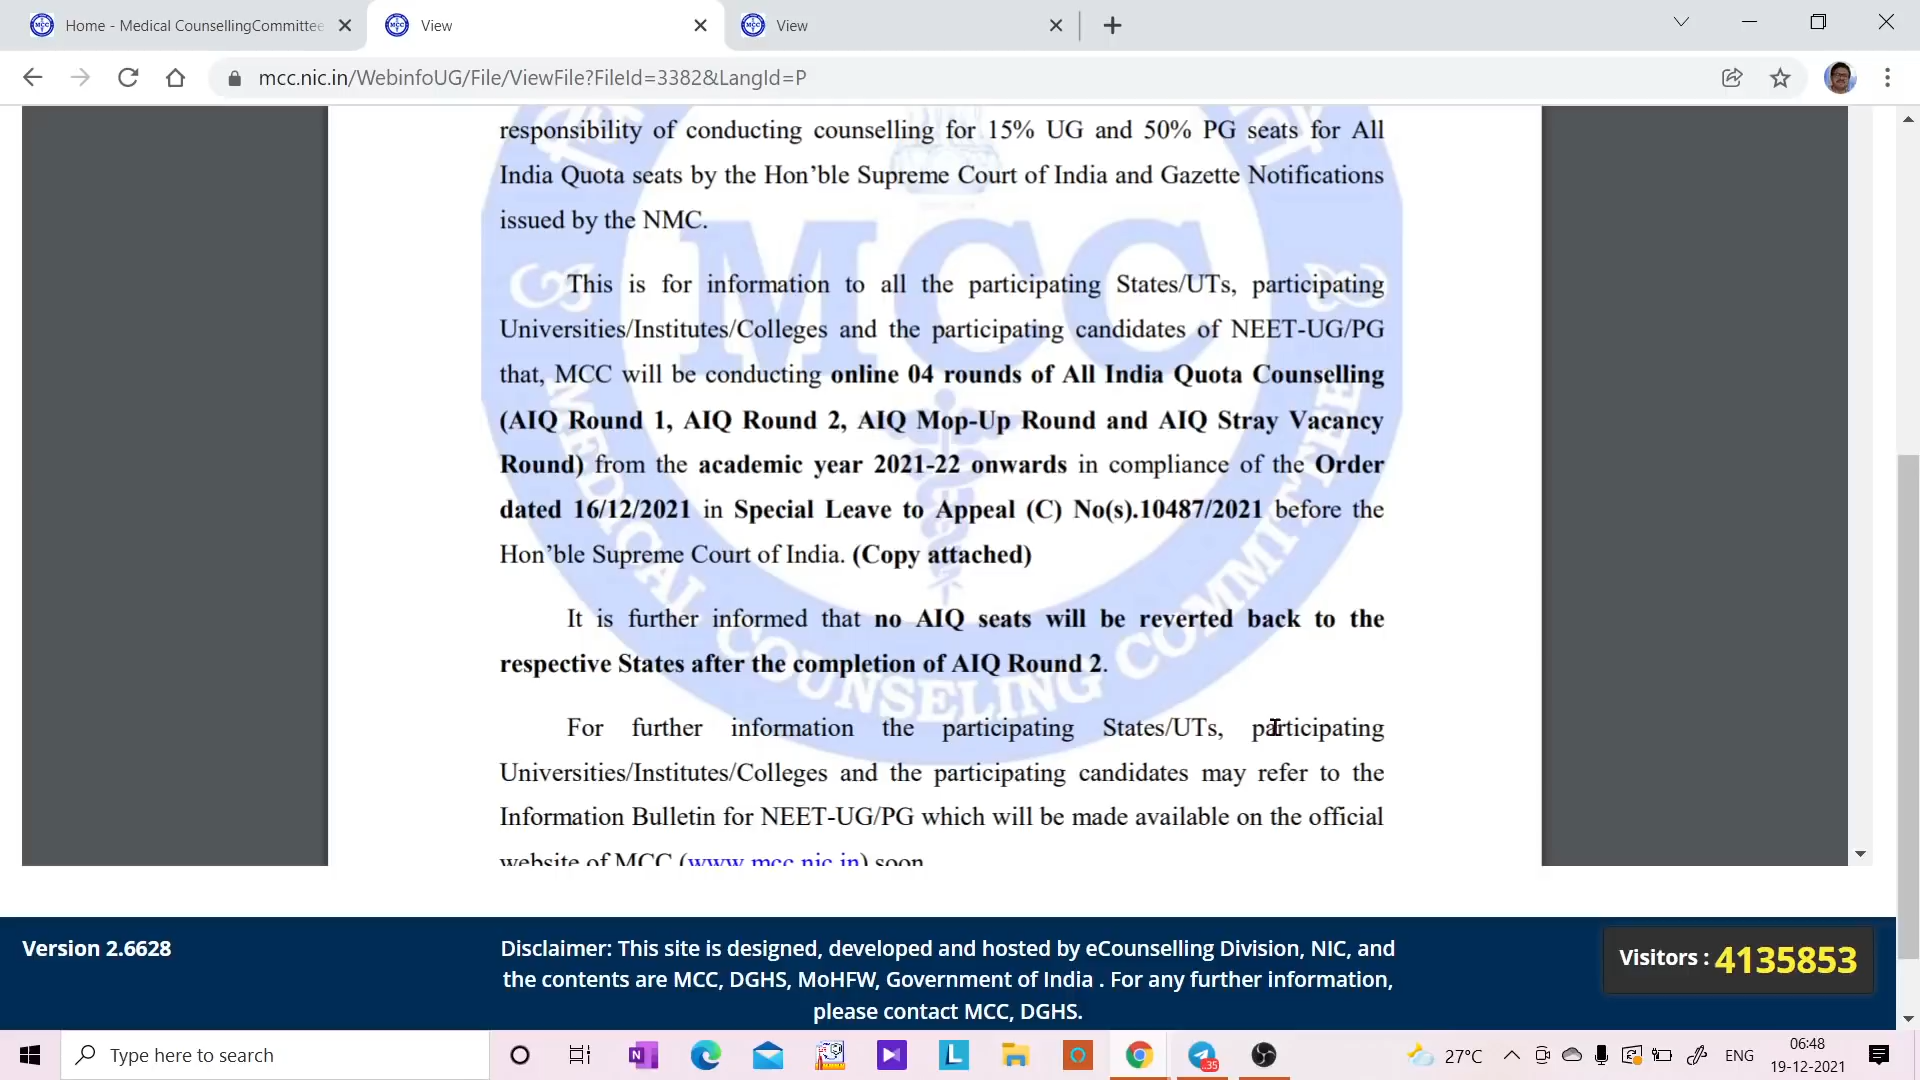 Home - Medical CounsellingCommittee
View
View
mcc.nic.in/WebinfoUG/File/ViewFile?FileId=3382&LangId=P
responsibility of conducting counselling for 15% UG and 50% PG seats for All
India Quota seats by the Hon'ble Supreme Court of India and Gazette Notifications
issued by the NMC.
This is for information to all the participating States/UTs, participating
Universities/Institutes/Colleges and the participating candidates of NEET-UG/PG
that, MCC will be conducting online 04 rounds of All India Quota Counselling
(AIQ Round 1, AIQ Round 2, AIQ Mop-Up Round and AIQ Stray Vacancy
Round) from the academic year 2021-22 onwards in compliance of the Order
dated 16/12/2021 in Special Leave to Appeal (C) No(s).10487/2021 before the
Hon'ble Supreme Court of India. (Copy attached)
It is further informed that no AIQ seats will be reverted back to the
respective States after the completion of AIQ Round 2.
For further information the participating States/UTs, participating
Universities/Institutes/Colleges and the participating candidates may refer to the
Information Bulletin for NEET-UG/PG which will be made available on the official
website of MCC (www.mcc.nic.in) soon
MCC
MEDICAL COUNSELING COMMITTEE
Version 2.6628
Disclaimer: This site is designed, developed and hosted by eCounselling Division, NIC, and
the contents are MCC, DGHS, MoHFW, Government of India . For any further information,
please contact MCC, DGHS.
Visitors : 4135853
Type here to search
27°C
ENG
06:48
19-12-2021